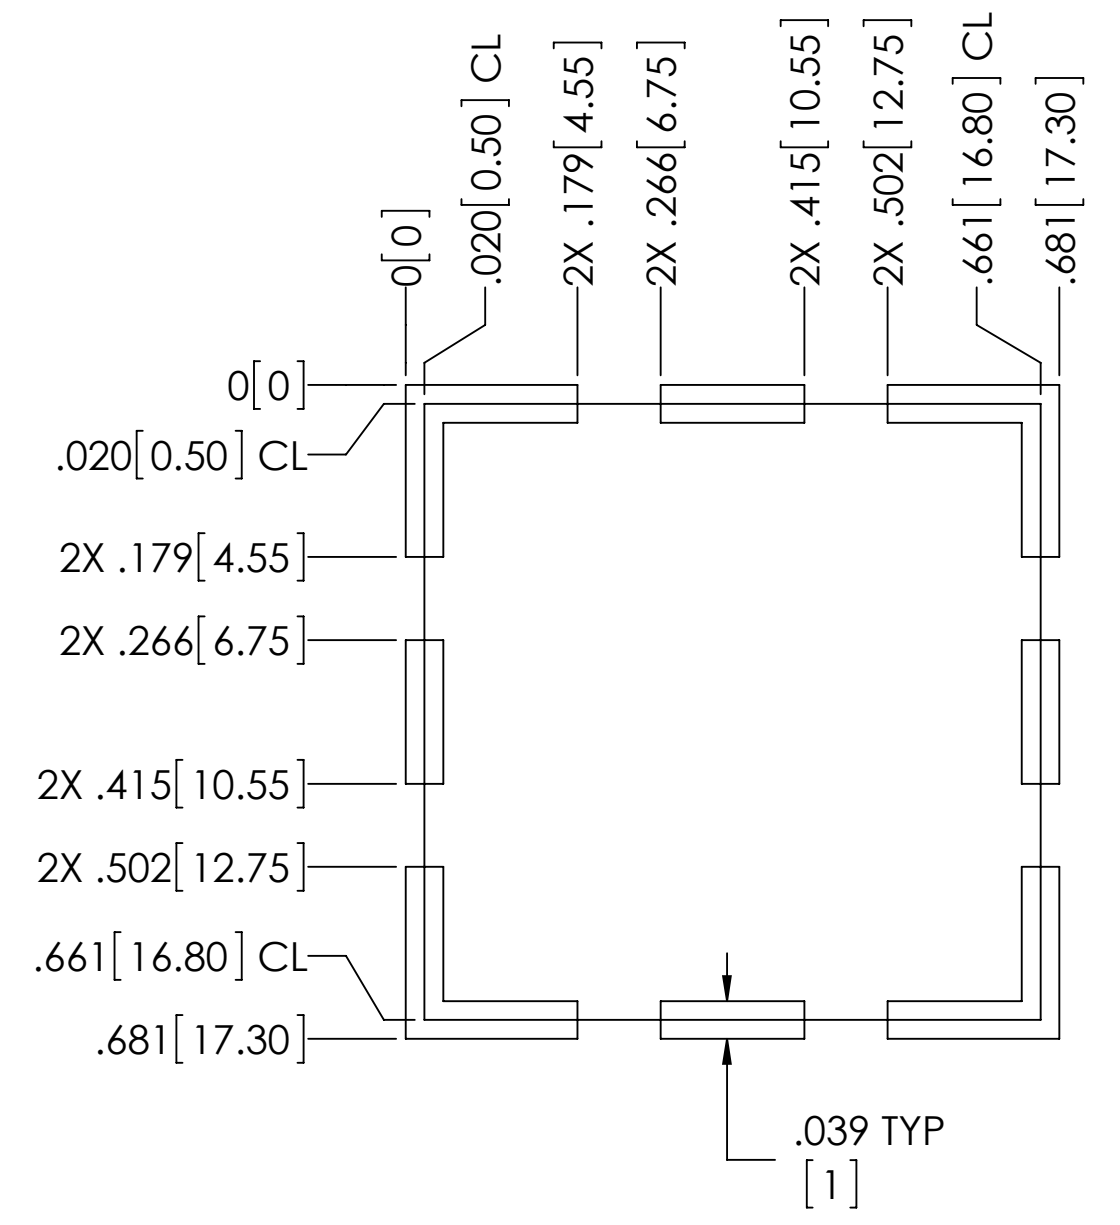 0[0]
.020[0.50] CL
2X .179[4.55]
2X .266[6.75]
2X .415[10.55]
2X .502[12.75]
.661[16.80] CL
.681[17.30]
0[0]
.020[0.50] CL
2X .179[4.55]
2X .266[6.75]
2X .415[10.55]
2X .502[12.75]
.661[16.80] CL
.681[17.30]
.039 TYP
[1]